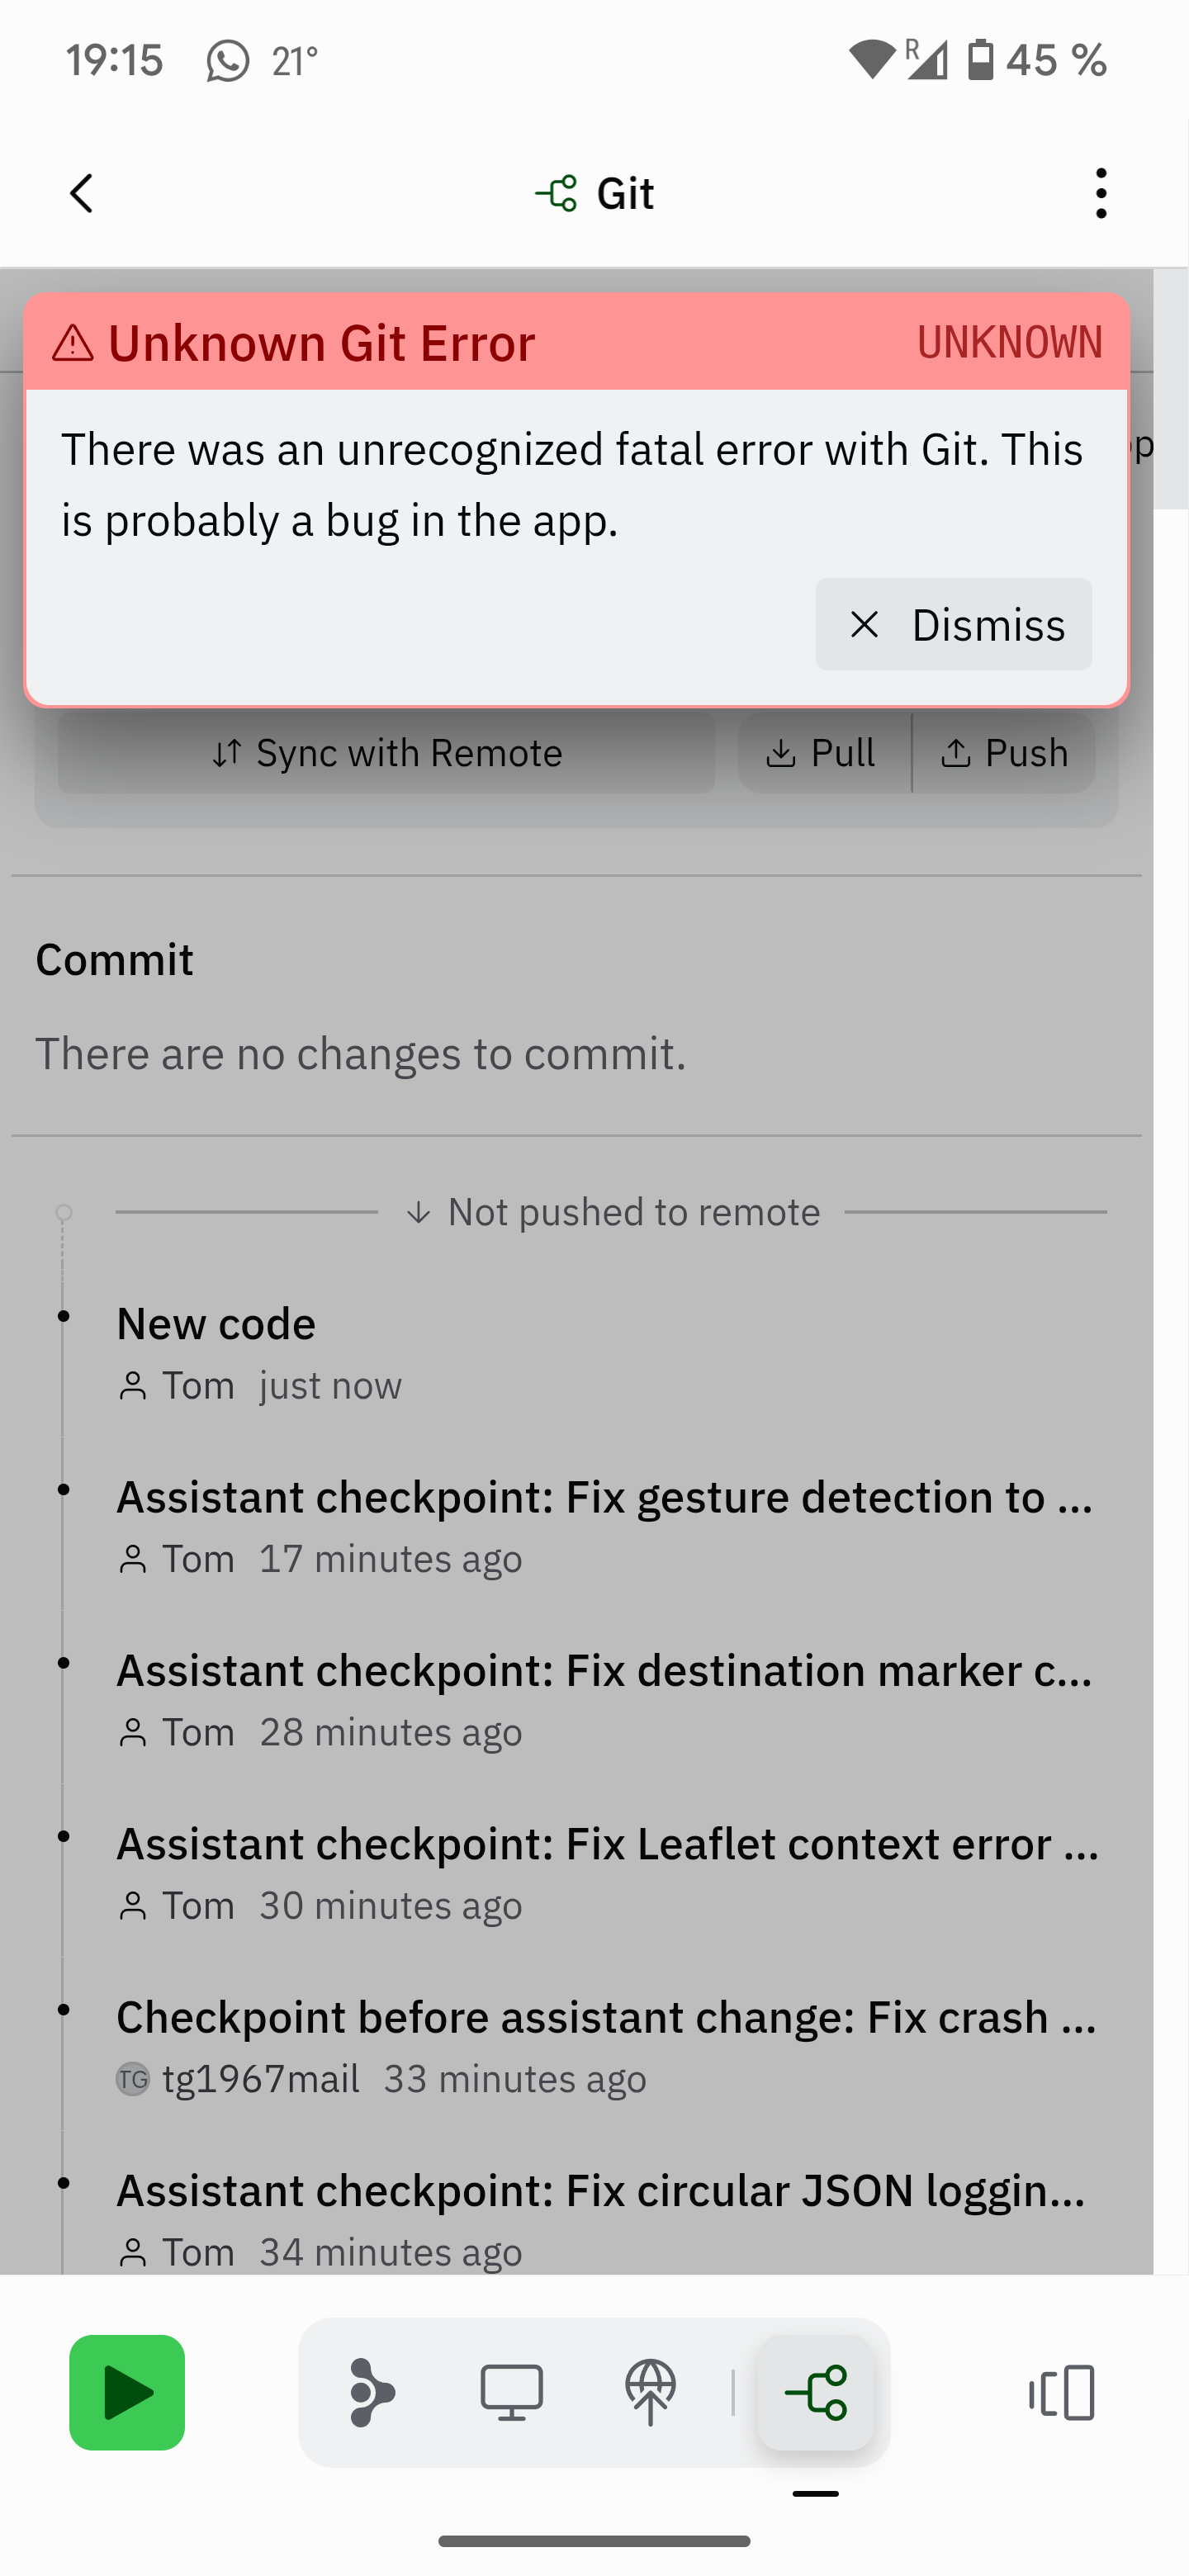 19:15 21° R 45 %
Git
Unknown Git Error UNKNOWN
There was an unrecognized fatal error with Git. This
is probably a bug in the app.
Dismiss
Sync with Remote Pull Push
Commit
There are no changes to commit.
Not pushed to remote
New code
Tom just now
Assistant checkpoint: Fix gesture detection to ...
Tom 17 minutes ago
Assistant checkpoint: Fix destination marker c...
Tom 28 minutes ago
Assistant checkpoint: Fix Leaflet context error ...
Tom 30 minutes ago
Checkpoint before assistant change: Fix crash ...
TG tg1967mail 33 minutes ago
Assistant checkpoint: Fix circular JSON loggin...
Tom 34 minutes ago